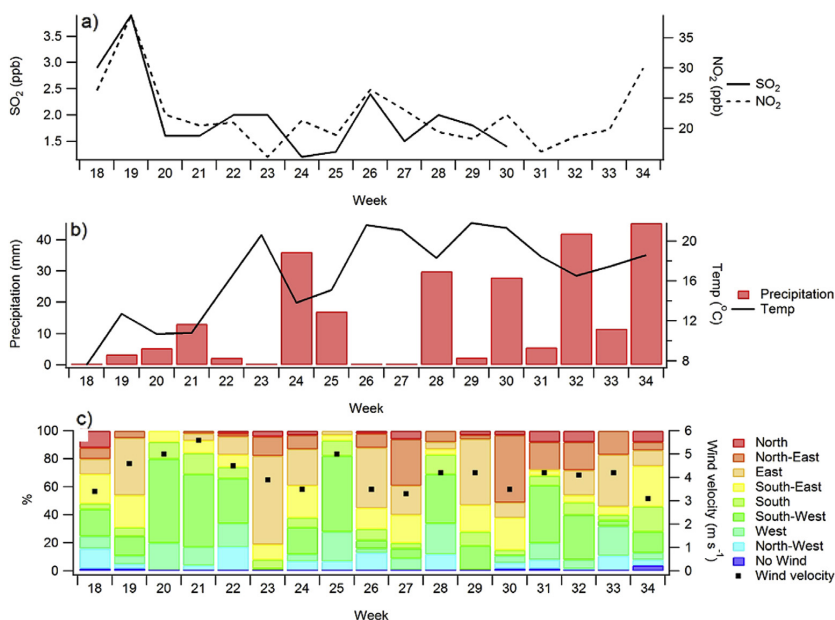 a)
SO2 (ppb)
3.5
3.0
2.5
2.0
1.5
NO2 (ppb)
35
30
25
20
SO2
NO2
18 19 20 21 22 23 24 25 26 27 28 29 30 31 32 33 34
Week
b)
Precipitation (mm)
40
30
20
10
0
Temp (°C)
20
16
12
8
Precipitation
Temp
18 19 20 21 22 23 24 25 26 27 28 29 30 31 32 33 34
Week
c)
%
100
80
60
40
20
0
Wind velocity (m s-1)
6
5
4
3
2
1
0
North
North-East
East
South-East
South
South-West
West
North-West
No Wind
Wind velocity
18 19 20 21 22 23 24 25 26 27 28 29 30 31 32 33 34
Week